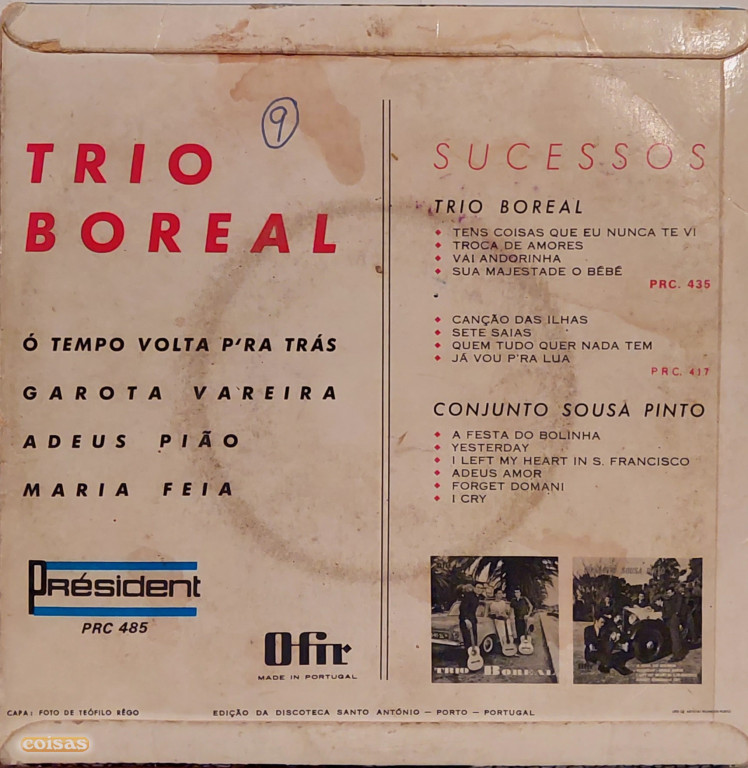 9
TRIO
BOREAL
Ó TEMPO VOLTA P'RA TRÁS
GAROTA VAREIRA
ADEUS PIÃO
MARIA FEIA
Président
PRC 485
Ofir
MADE IN PORTUGAL
SUCESSOS
TRIO BOREAL
TENS COISAS QUE EU NUNCA TE VI
TROCA DE AMORES
VAI ANDORINHA
SUA MAJESTADE O BÊBÊ
PRC. 435
CANÇÃO DAS ILHAS
SETE SAIAS
QUEM TUDO QUER NADA TEM
JÁ VOU P'RA LUA
PRC. 417
CONJUNTO SOUSA PINTO
A FESTA DO BOLINHA
YESTERDAY
I LEFT MY HEART IN S. FRANCISCO
ADEUS AMOR
FORGET DOMANI
I CRY
TRIO BOREAL
CAPA: FOTO DE TEÓFILO RÊGO
EDIÇÃO DA DISCOTECA SANTO ANTÓNIO — PORTO — PORTUGAL
coisas